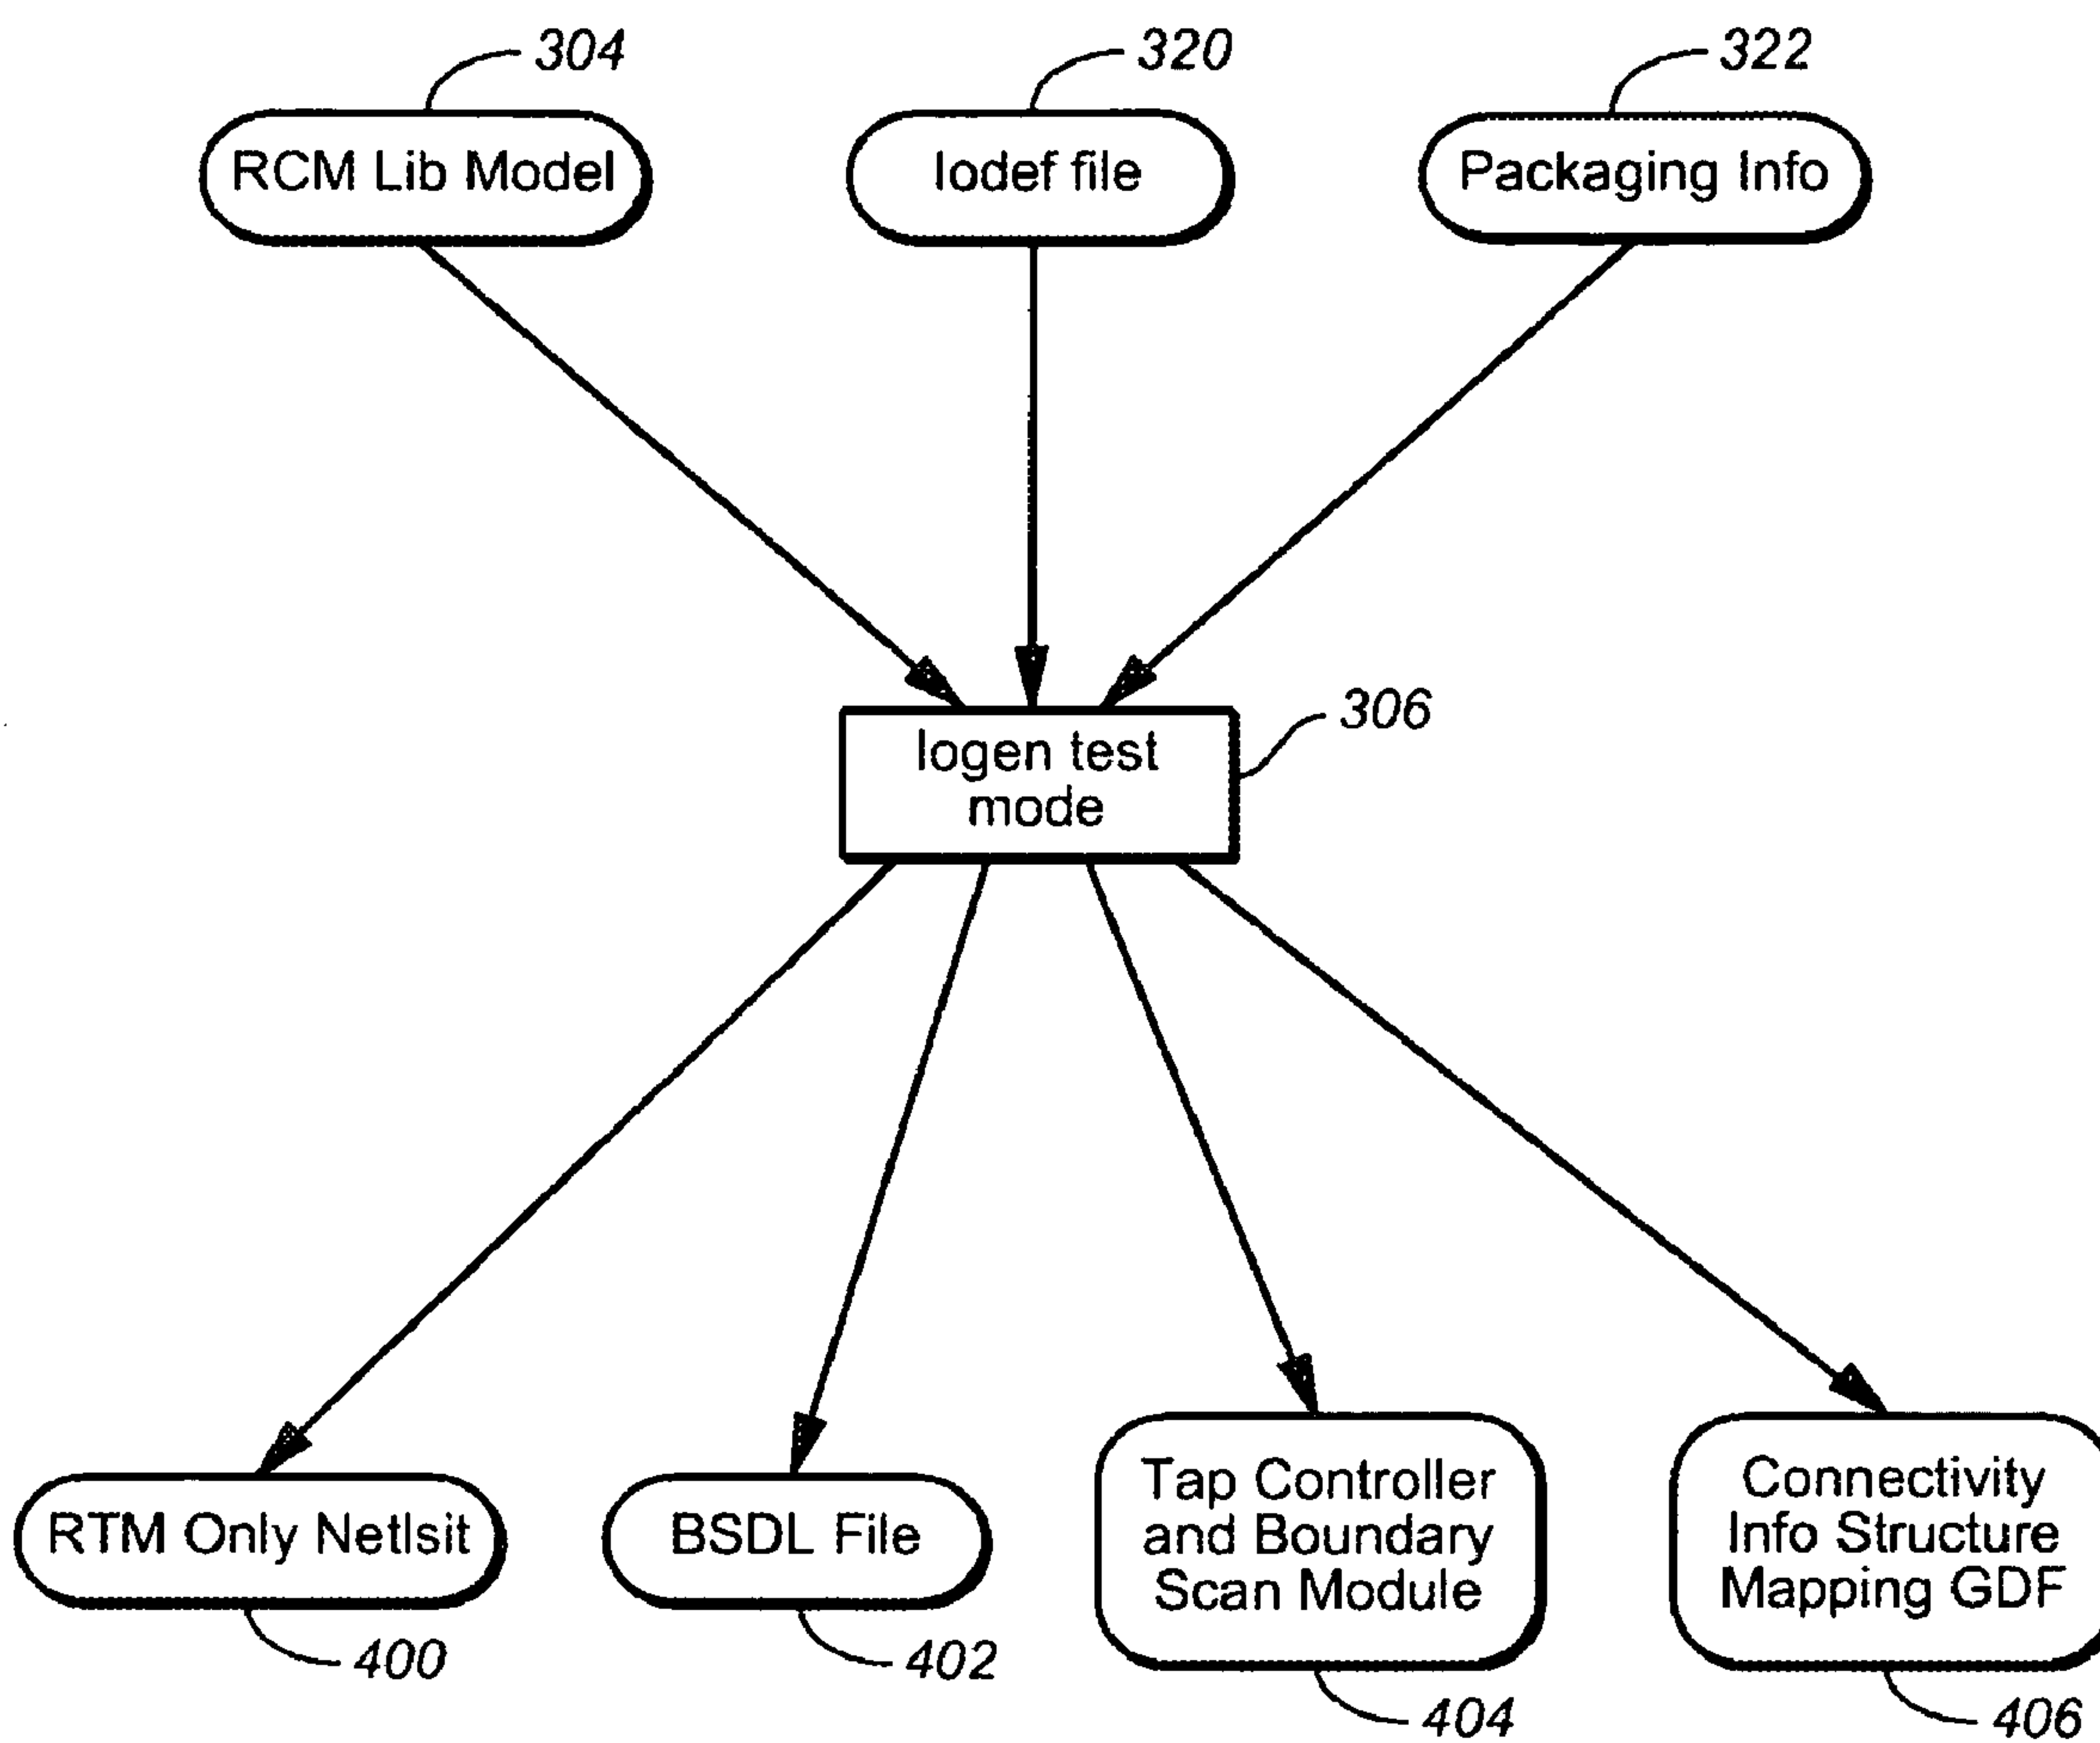 304
320
322
RCM Lib Model
Iodef file
Packaging Info
306
logen test
mode
RTM Only Netlsit
BSDL File
Tap Controller
and Boundary
Scan Module
Connectivity
Info Structure
Mapping GDF
400
402
404
406